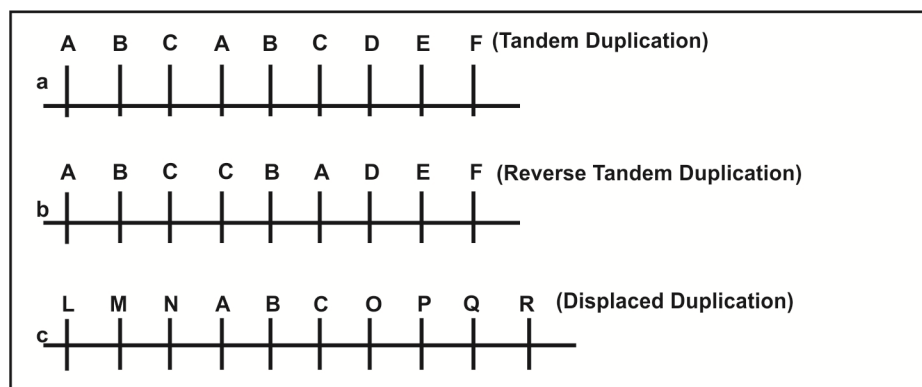 A B C A B C D E F (Tandem Duplication)
a
A B C C B A D E F (Reverse Tandem Duplication)
b
L M N A B C O P Q R (Displaced Duplication)
c